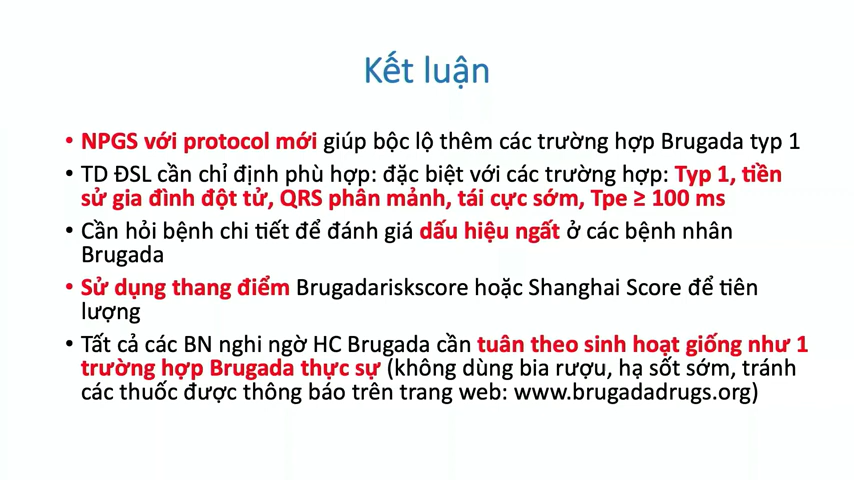 Kết luận
• NPGS với protocol mới giúp bộc lộ thêm các trường hợp Brugada typ 1
• TD ĐSL cần chỉ định phù hợp: đặc biệt với các trường hợp: Typ 1, tiền
sử gia đình đột tử, QRS phân mảnh, tái cực sớm, Tpe ≥ 100 ms
• Cần hỏi bệnh chi tiết để đánh giá dấu hiệu ngất ở các bệnh nhân
Brugada
• Sử dụng thang điểm Brugadariskscore hoặc Shanghai Score để tiên
lượng
• Tất cả các BN nghi ngờ HC Brugada cần tuân theo sinh hoạt giống như 1
trường hợp Brugada thực sự (không dùng bia rượu, hạ sốt sớm, tránh
các thuốc được thông báo trên trang web: www.brugadadrugs.org)